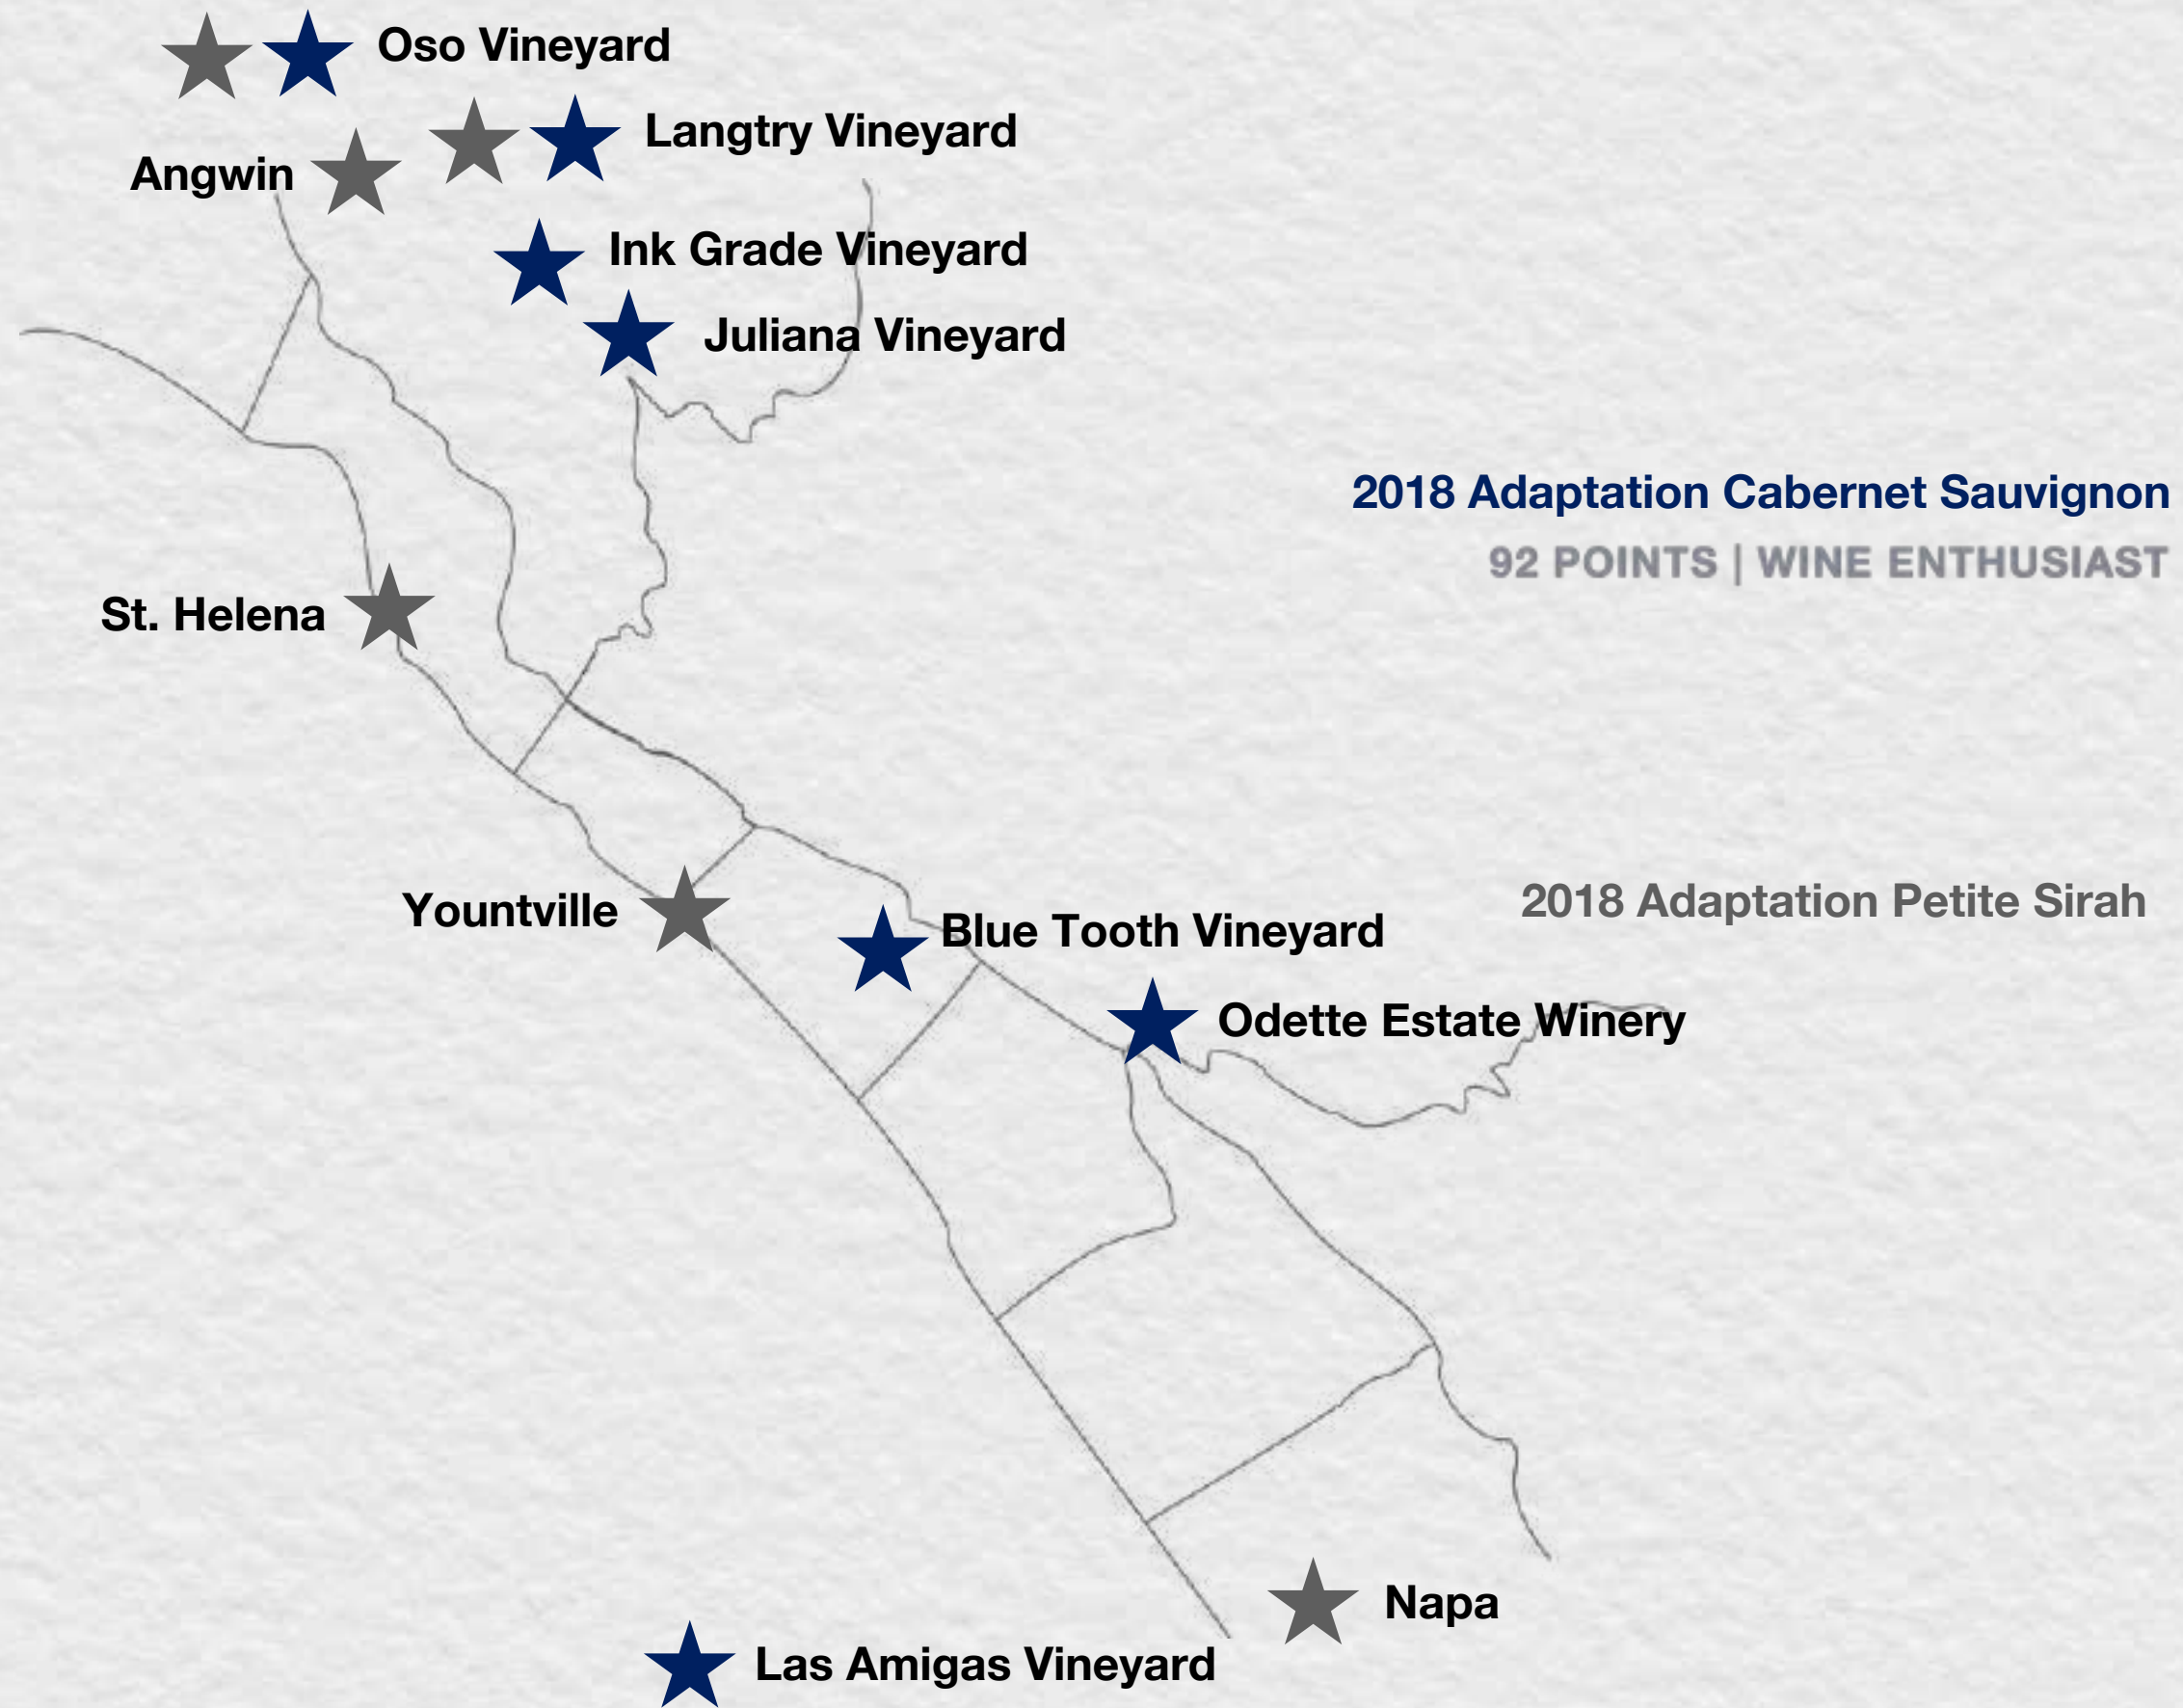 Oso Vineyard
Langtry Vineyard
Angwin
Ink Grade Vineyard
Juliana Vineyard
2018 Adaptation Cabernet Sauvignon
92 POINTS | WINE ENTHUSIAST
St. Helena
2018 Adaptation Petite Sirah
Yountville
Blue Tooth Vineyard
Odette Estate Winery
Napa
Las Amigas Vineyard